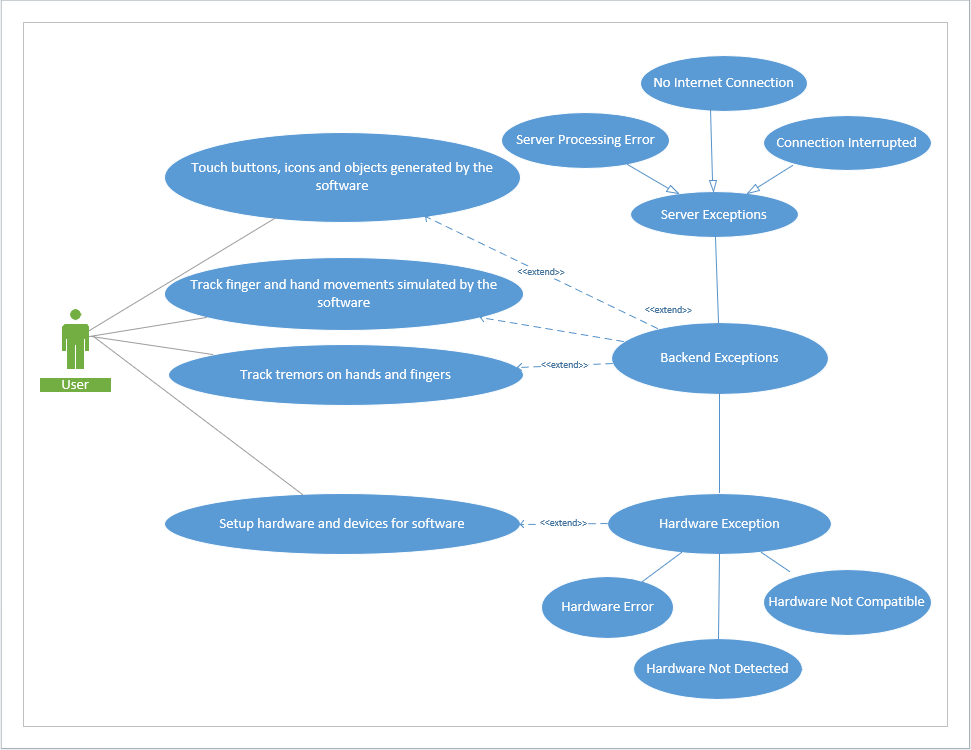 No Internet Connection
Server Processing Error
Connection Interrupted
Touch buttons, icons and objects generated by the
software
Server Exceptions
<<extend>>
Track finger and hand movements simulated by the
software
<<extend>>
Backend Exceptions
<<extend>>
Track tremors on hands and fingers
User
Setup hardware and devices for software
<<extend>>
Hardware Exception
Hardware Error
Hardware Not Compatible
Hardware Not Detected